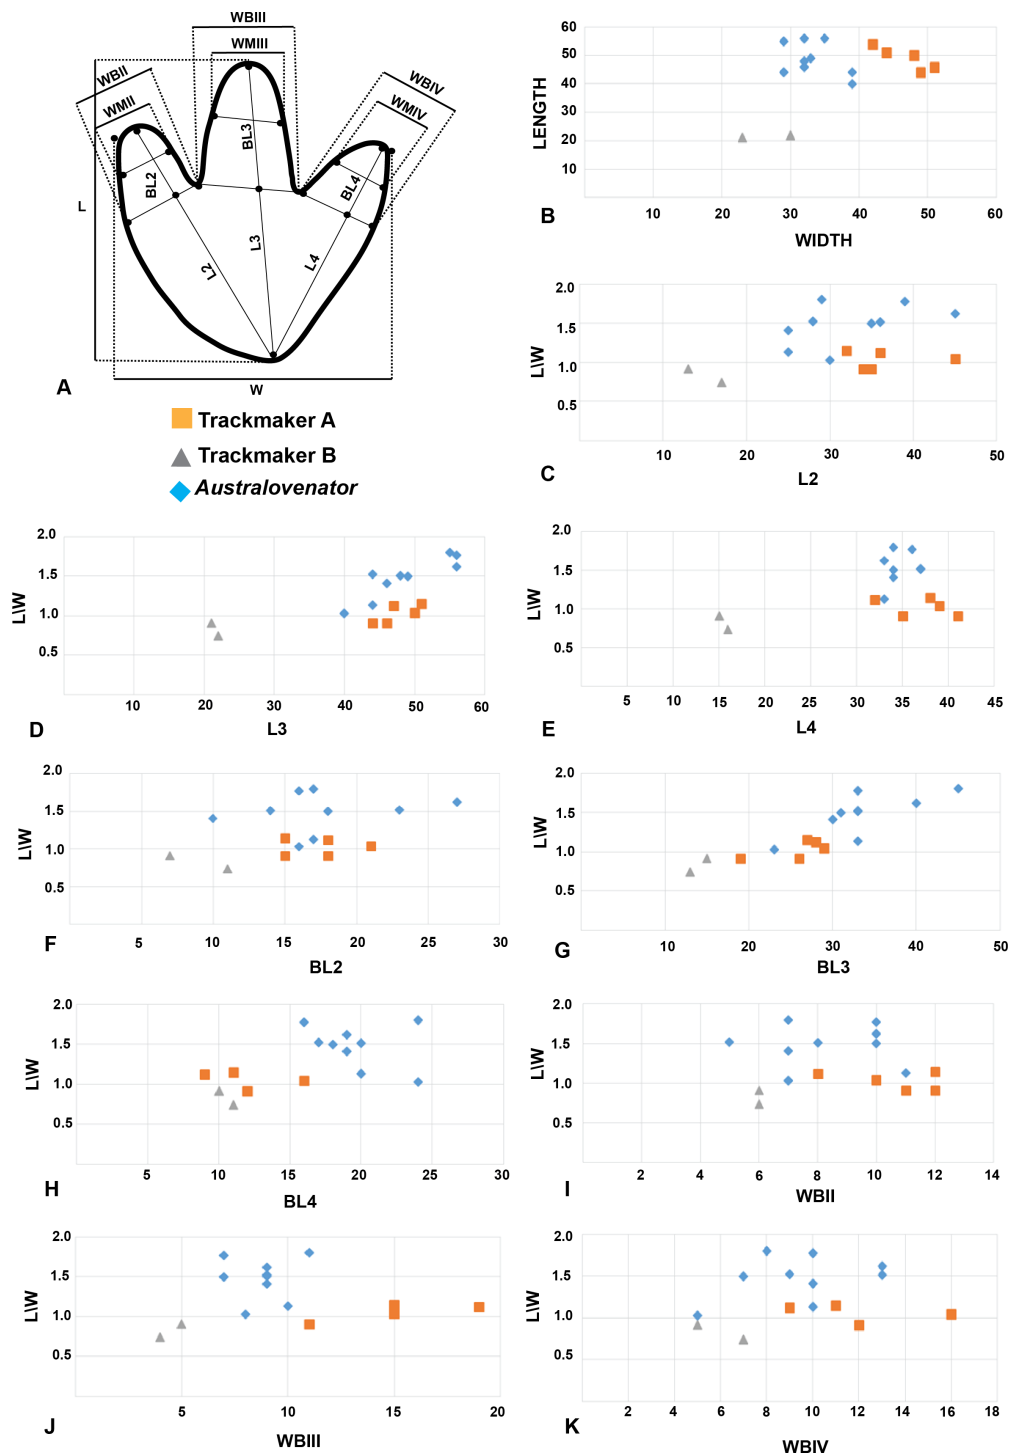 WBIII
WMIII
WBII
WMII
WBIV
WMIV
BL3
BL2
BL4
L
L3
L2
L4
W
A
Trackmaker A
Trackmaker B
Australovenator
60
50
40
30
20
10
LENGTH
10 20 30 40 50 60
WIDTH
B
2.0
1.5
1.0
0.5
L\W
10 20 30 40 50
L2
C
2.0
1.5
1.0
0.5
L\W
10 20 30 40 50 60
L3
D
2.0
1.5
1.0
0.5
L\W
5 10 15 20 25 30 35 40 45
L4
E
2.0
1.5
1.0
0.5
L\W
5 10 15 20 25 30
BL2
F
2.0
1.5
1.0
0.5
L\W
10 20 30 40 50
BL3
G
2.0
1.5
1.0
0.5
L\W
5 10 15 20 25 30
BL4
H
2.0
1.5
1.0
0.5
L\W
2 4 6 8 10 12 14
WBII
I
2.0
1.5
1.0
0.5
L\W
5 10 15 20
WBIII
J
2.0
1.5
1.0
0.5
L\W
2 4 6 8 10 12 14 16 18
WBIV
K